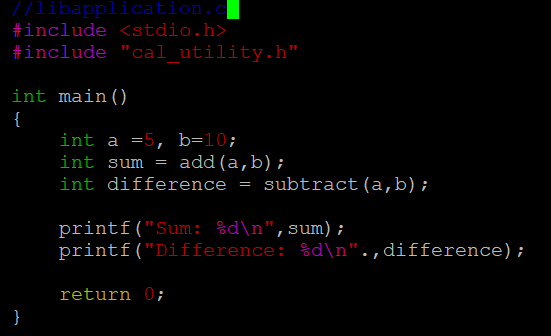 //libapplication.c
#include <stdio.h>
#include "cal_utility.h"
int main()
{
int a =5, b=10;
int sum = add(a,b);
int difference = subtract(a,b);
printf("Sum: %d\n",sum);
printf("Difference: %d\n".,difference);
return 0;
}